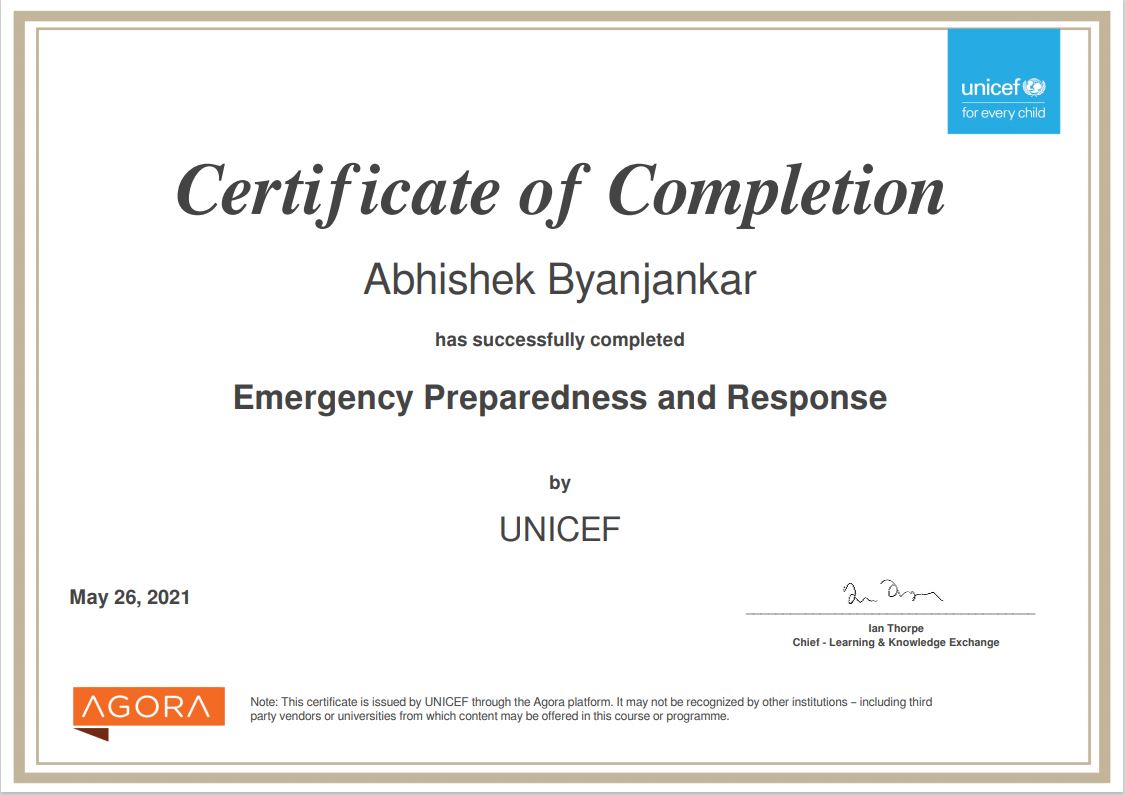 unicef
for every child
Certificate of Completion
Abhishek Byanjankar
has successfully completed
Emergency Preparedness and Response
by
UNICEF
May 26, 2021
Ian Thorpe
Chief - Learning & Knowledge Exchange
AGORA
Note: This certificate is issued by UNICEF through the Agora platform. It may not be recognized by other institutions – including third
party vendors or universities from which content may be offered in this course or programme.